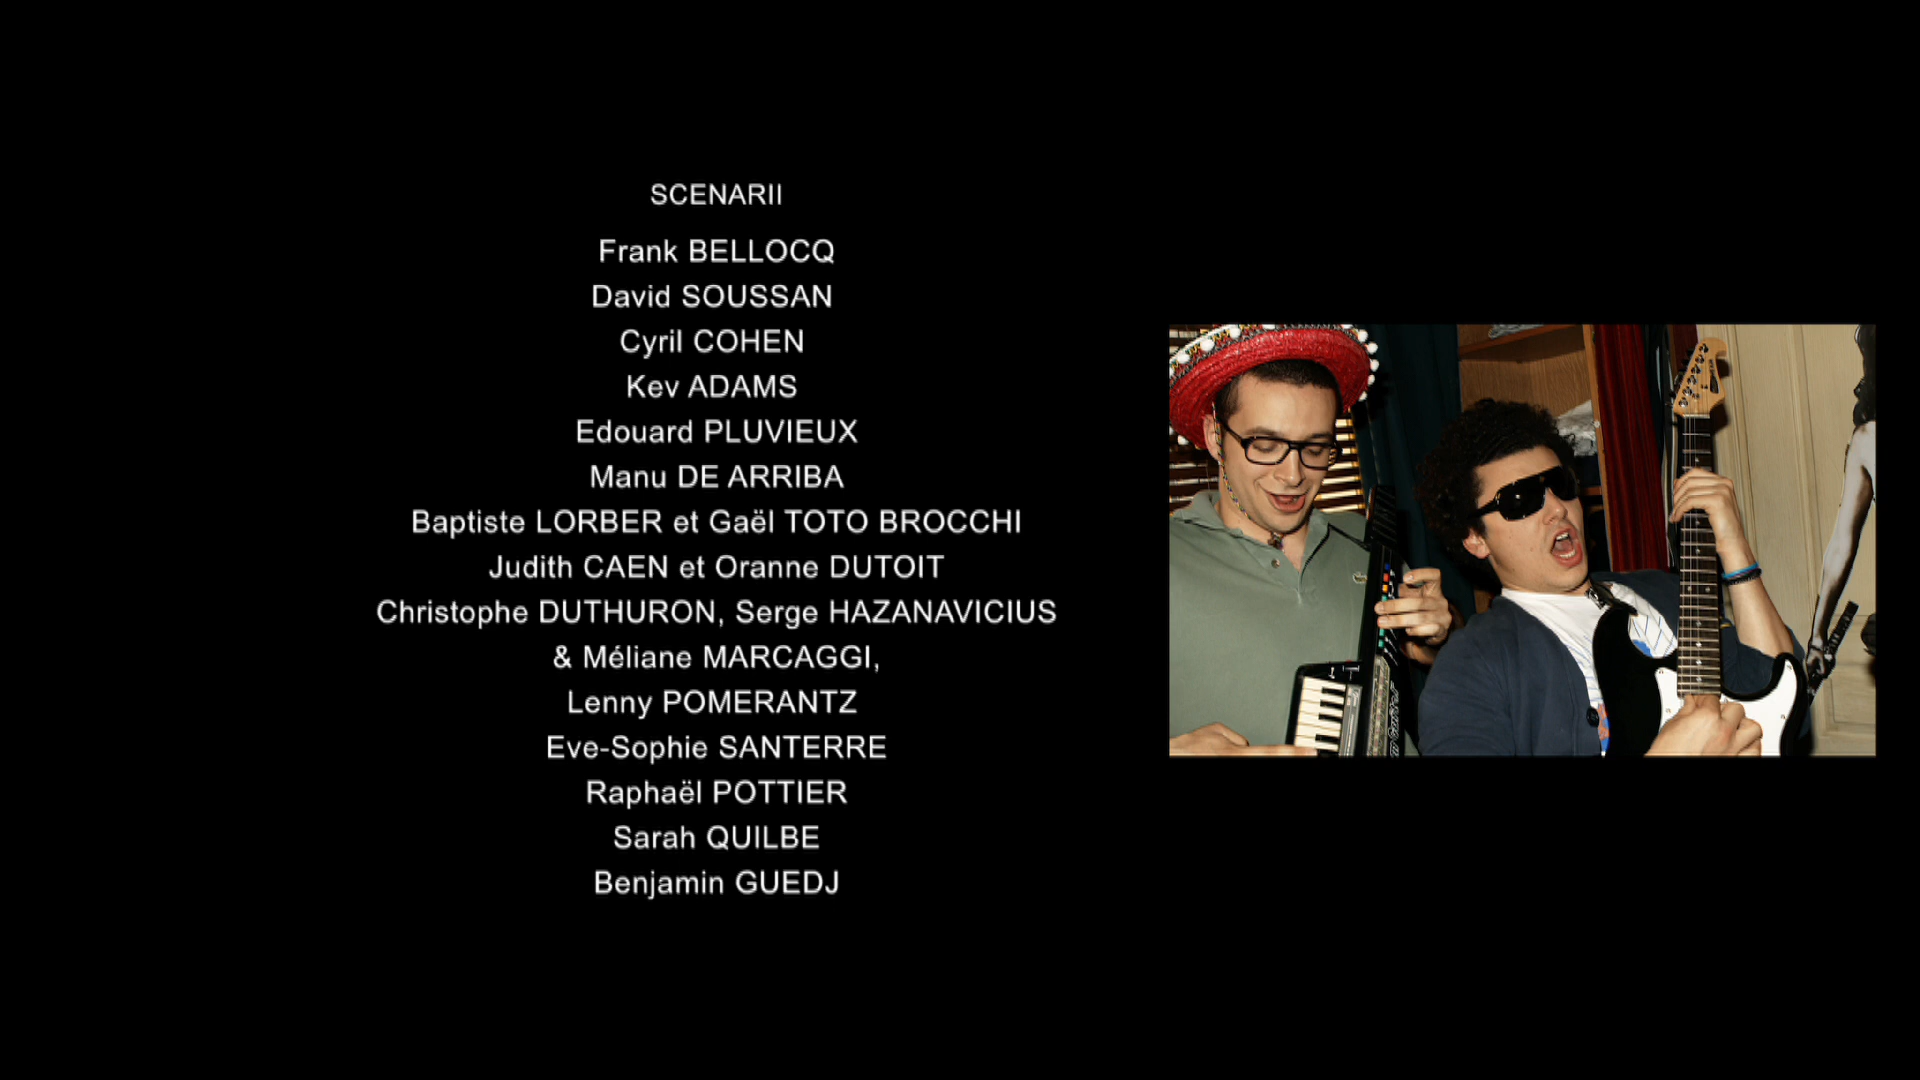 SCENARII
Frank BELLOCQ
David SOUSSAN
Cyril COHEN
Kev ADAMS
Edouard PLUVIEUX
Manu DE ARRIBA
Baptiste LORBER et Gaël TOTO BROCCHI
Judith CAEN et Oranne DUTOIT
Christophe DUTHURON, Serge HAZANAVICIUS
& Méliane MARCAGGI,
Lenny POMERANTZ
Eve-Sophie SANTERRE
Raphaël POTTIER
Sarah QUILBE
Benjamin GUEDJ